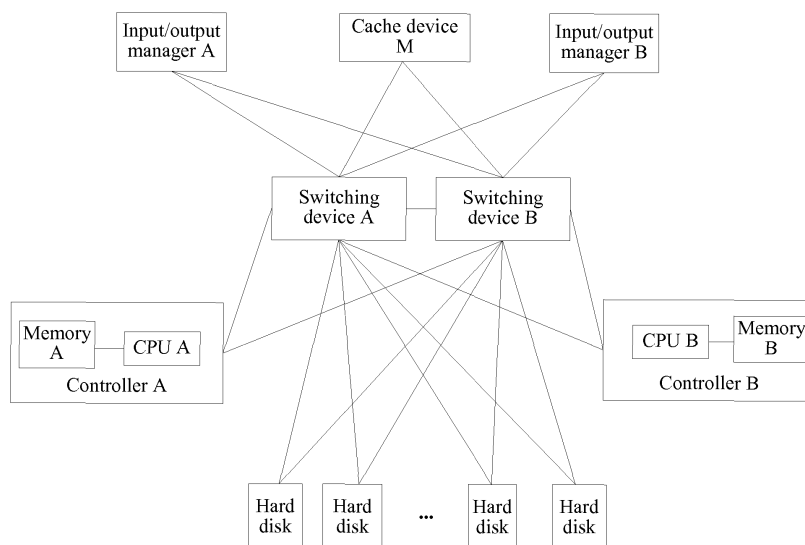 Input/output
manager A
Cache device
M
Input/output
manager B
Switching
device A
Switching
device B
Memory
A
CPU A
Controller A
CPU B
Memory
B
Controller B
Hard
disk
Hard
disk
...
Hard
disk
Hard
disk